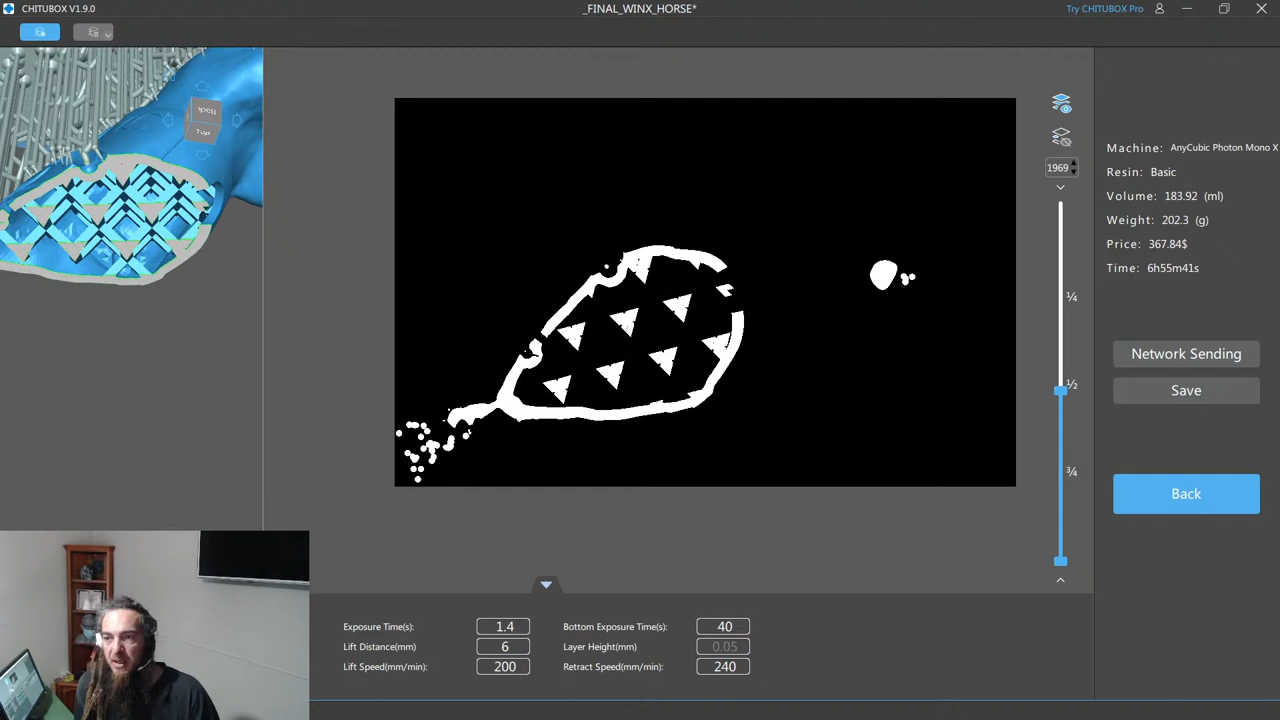 CHITUBOX V1.9.0
_FINAL_WINX_HORSE*
Try CHITUBOX Pro
Back
1969
¼
½
¾
Machine: AnyCubic Photon Mono X
Resin: Basic
Volume: 183.92 (ml)
Weight: 202.3 (g)
Price: 367.84$
Time: 6h55m41s
Network Sending
Save
Back
Exposure Time(s): 1.4
Bottom Exposure Time(s): 40
Lift Distance(mm) 6
Layer Height(mm) 0.05
Lift Speed(mm/min): 200
Retract Speed(mm/min): 240